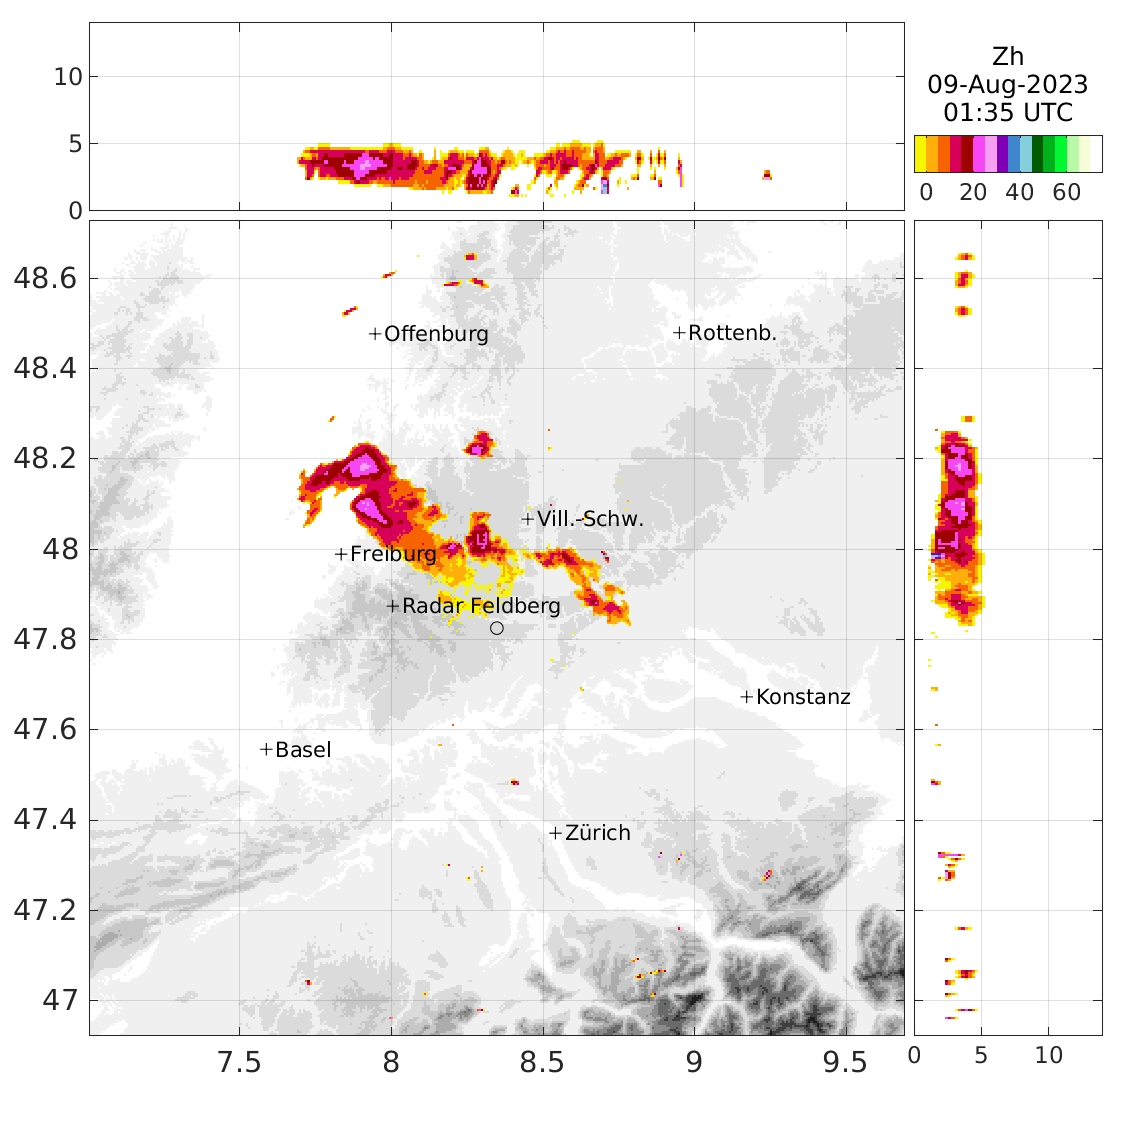 Zh
09-Aug-2023
01:35 UTC
0 20 40 60
10
5
0
48.6
48.4
48.2
48
47.8
47.6
47.4
47.2
47
+Offenburg
+Rottenb.
+Vill.-Schw.
+Freiburg
+Radar Feldberg
+Konstanz
+Basel
+Zürich
7.5 8 8.5 9 9.5
0 5 10